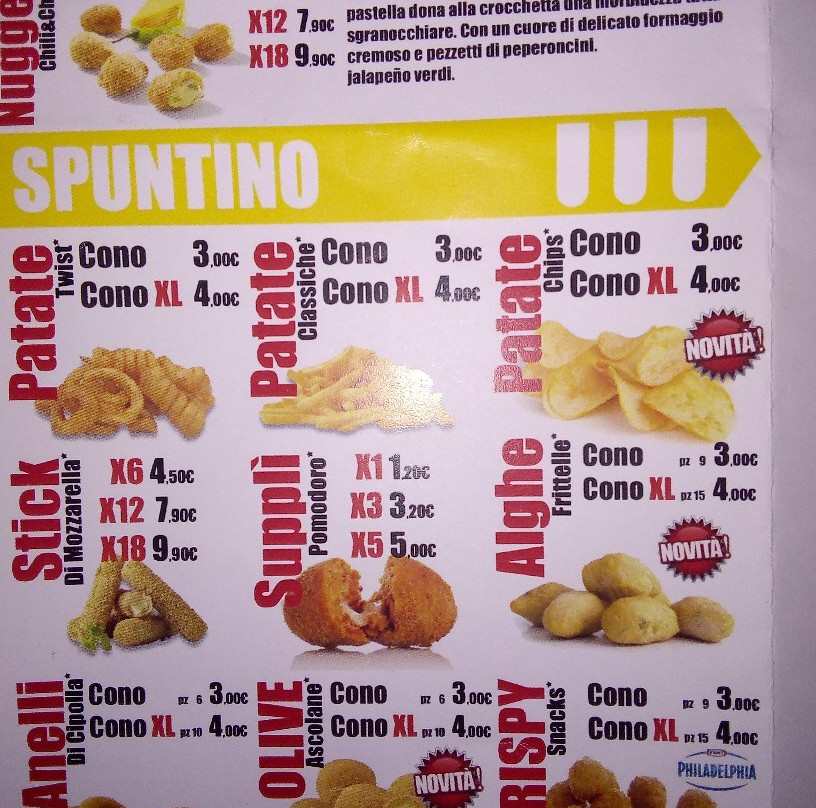 Nugge
Chili&Ch
X12 7,90€
X18 9,90€
pastella dona alla crocchetta una
sgranocchiare. Con un cuore di delicato formaggio
cremoso e pezzetti di peperoncini.
jalapeño verdi.
SPUNTINO
Patate
Twist*
Cono 3,00€
Cono XL 4,00€
Patate
Classiche*
Cono 3,00€
Cono XL 4,00€
Patate
Chips*
Cono 3,00€
Cono XL 4,00€
NOVITÀ!
Stick
Di Mozzarella*
X6 4,50€
X12 7,90€
X18 9,90€
Supplì
Pomodoro*
X1 1,20€
X3 3,20€
X5 5,00€
Alghe
Frittelle*
Cono pz 9 3,00€
Cono XL pz 15 4,00€
NOVITÀ!
Anelli
Di Cipolla*
Cono pz 6 3,00€
Cono XL pz 10 4,00€
OLIVE
Ascolane*
Cono pz 6 3,00€
Cono XL pz 10 4,00€
NOVITÀ!
RISPY
Snacks*
Cono pz 9 3,00€
Cono XL pz 15 4,00€
PHILADELPHIA